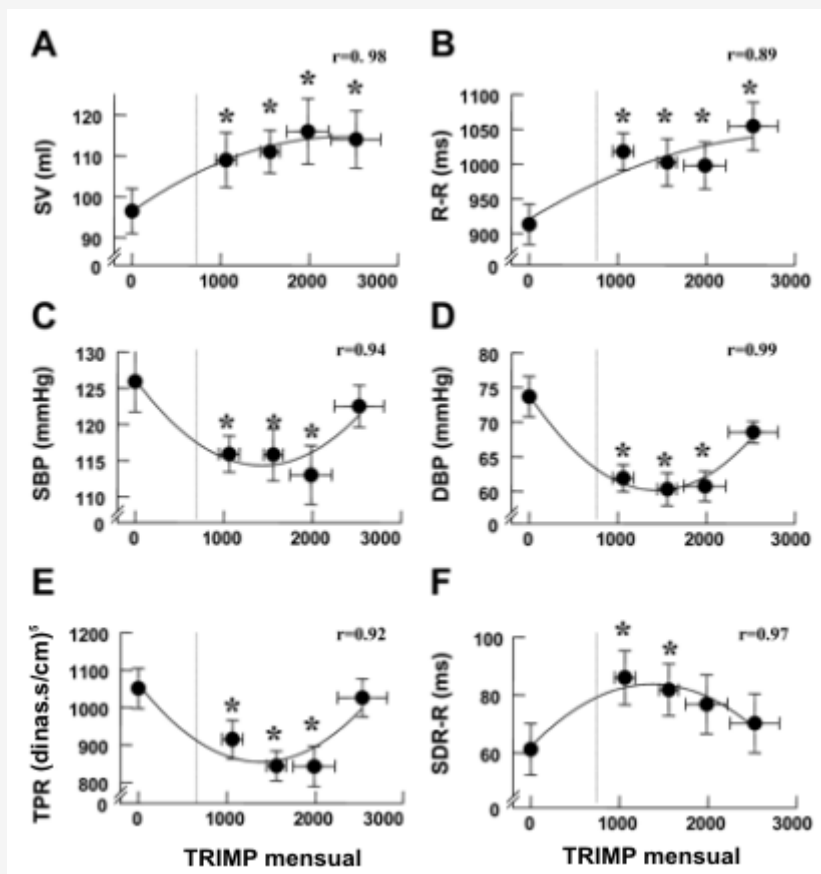 A
r=0. 98
SV (ml)
120
110
100
90
0
* * * *
0 1000 2000 3000
B
r=0.89
R-R (ms)
1100
1050
1000
950
900
0
* * * *
0 1000 2000 3000
C
r=0.94
SBP (mmHg)
130
125
120
115
110
0
* * *
0 1000 2000 3000
D
r=0.99
DBP (mmHg)
80
75
70
65
60
0
* * *
0 1000 2000 3000
E
r=0.92
TPR (dinas.s/cm)⁵
1200
1100
1000
900
800
0
* * *
0 1000 2000 3000
TRIMP mensual
F
r=0.97
SDR-R (ms)
100
80
60
0
* *
0 1000 2000 3000
TRIMP mensual